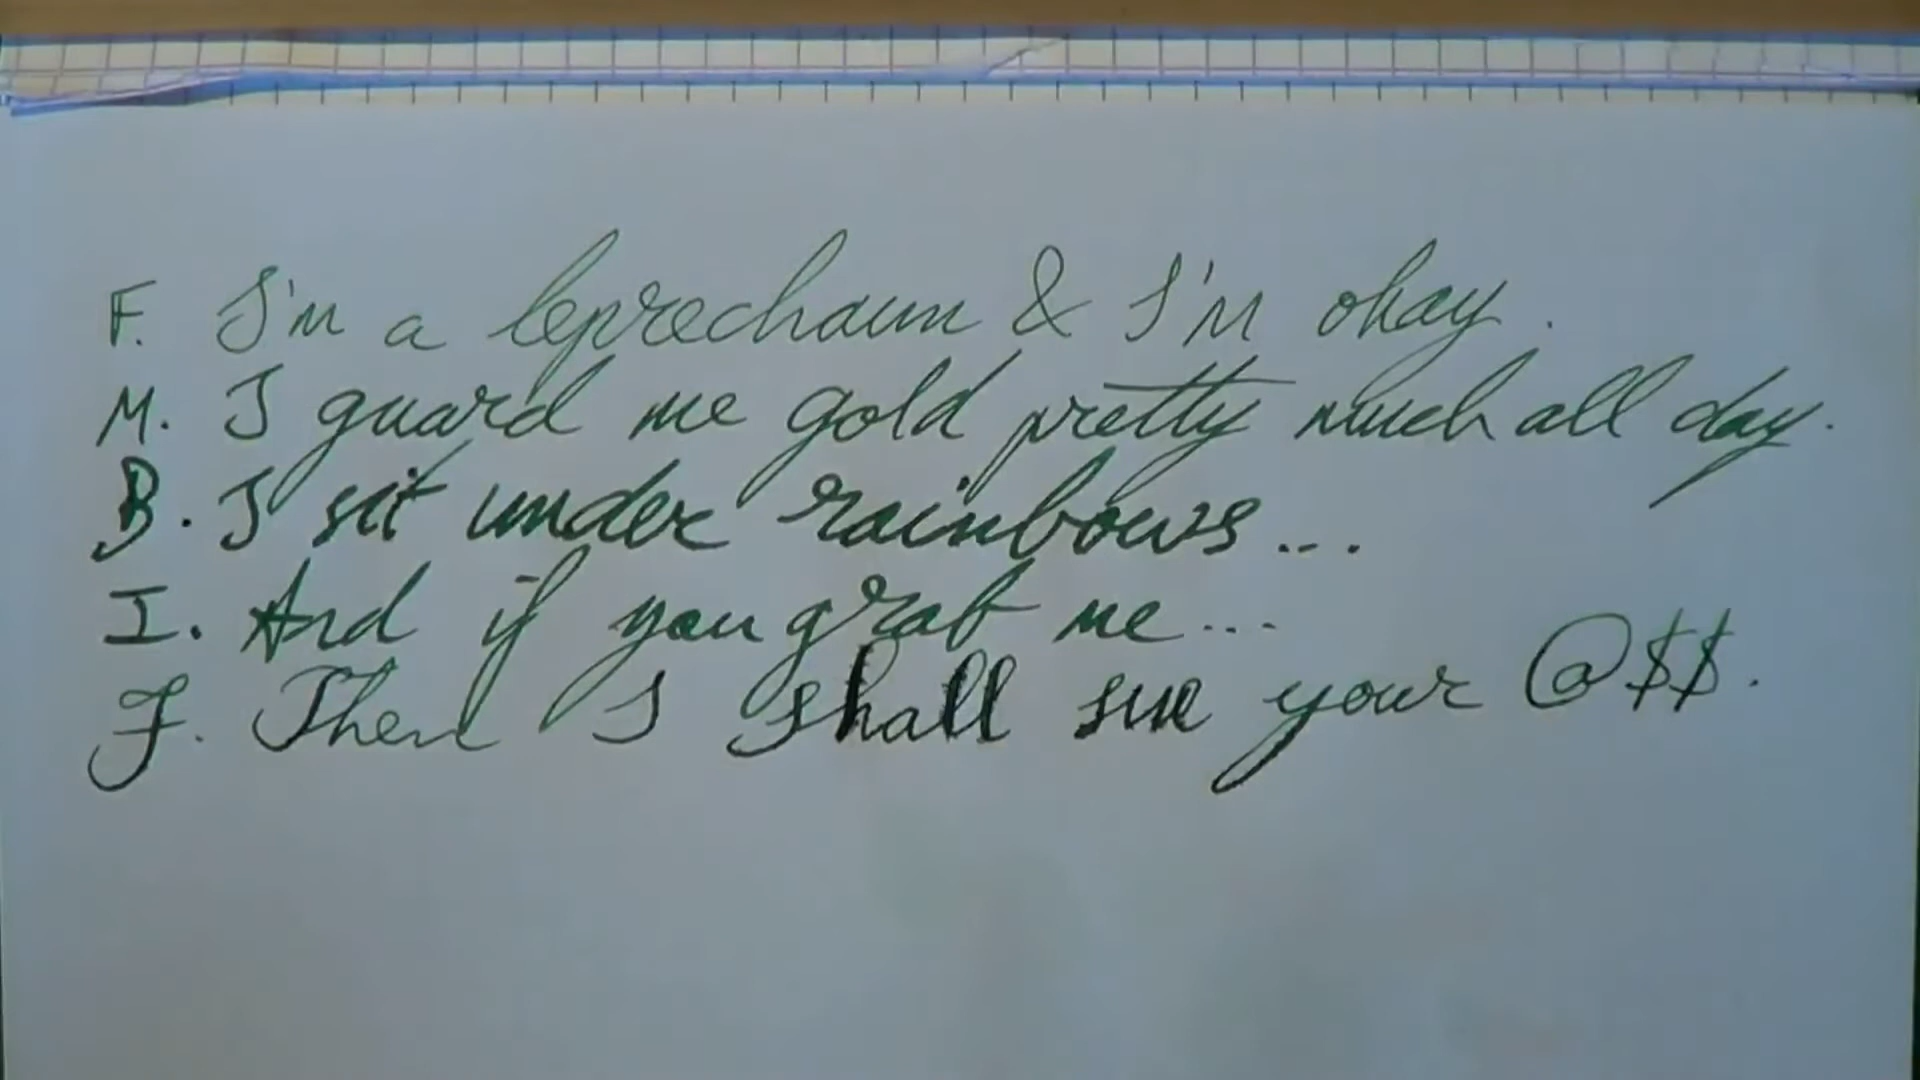 F. I'm a leprechaun & I'm okay.
M. I guard me gold pretty much all day.
B. I sit under rainbows...
I. And if you grab me...
F. Then I shall sue your @$$.